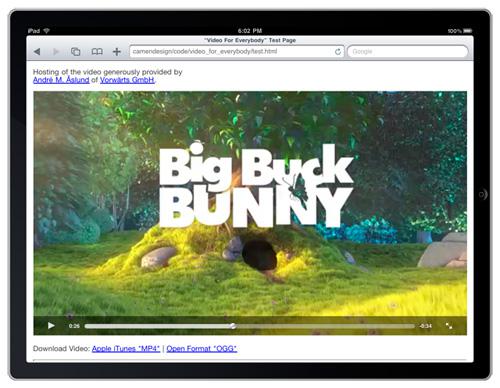 iPad 6:02 PM 100%
"Video For Everybody" Test Page
camendesign/code/video_for_everybody/test.html Google
Hosting of the video generously provided by
André M. Åslund of Vorwärts GmbH.
Big Buck
BUNNY
0:26 -0:34
Download Video: Apple iTunes "MP4" | Open Format "OGG"